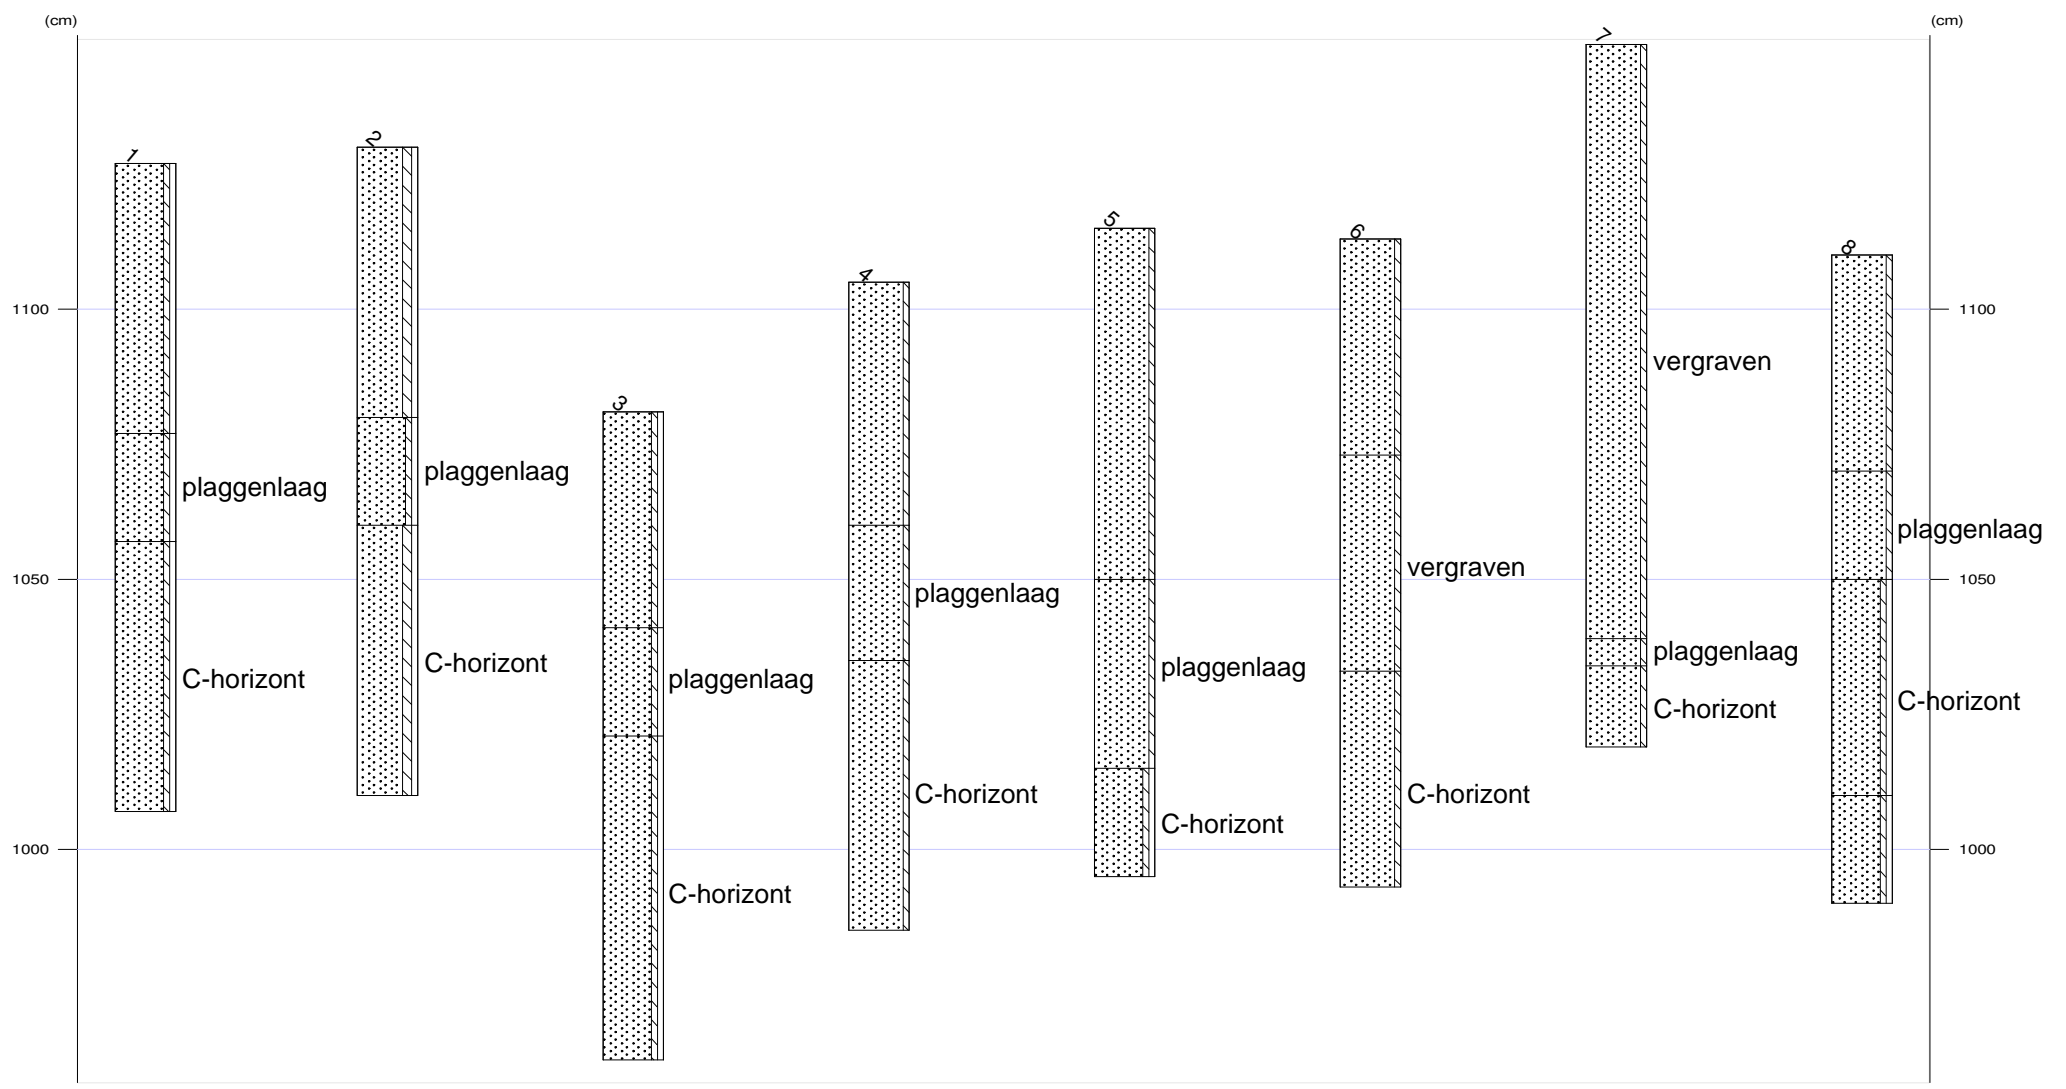 (cm)
(cm)
1
2
3
4
5
6
7
8
1100
1100
1050
1050
1000
1000
plaggenlaag
C-horizont
plaggenlaag
C-horizont
plaggenlaag
C-horizont
plaggenlaag
C-horizont
plaggenlaag
C-horizont
vergraven
C-horizont
vergraven
plaggenlaag
C-horizont
plaggenlaag
C-horizont